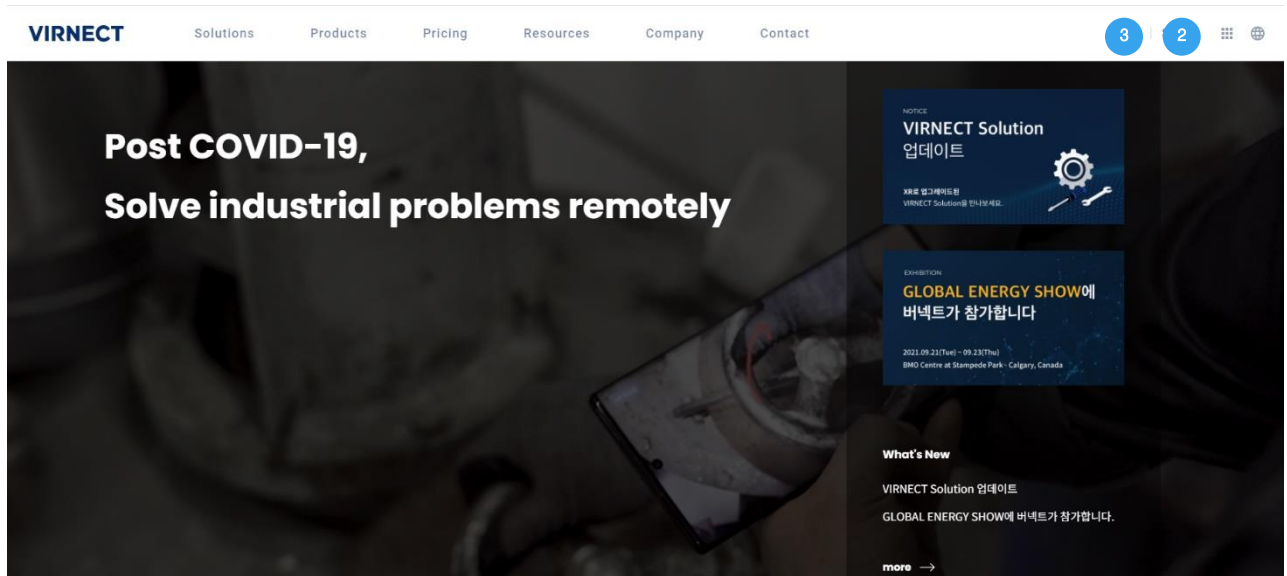 VIRNECT
Solutions
Products
Pricing
Resources
Company
Contact
3
2
Post COVID-19,
Solve industrial problems remotely
NOTICE
VIRNECT Solution
업데이트
XR로 업그레이드된
VIRNECT Solution을 만나보세요.
EXHIBITION
GLOBAL ENERGY SHOW에
버넥트가 참가합니다
2021.09.21(Tue) - 09.23(Thu)
BMO Centre at Stampede Park - Calgary, Canada
What's New
VIRNECT Solution 업데이트
GLOBAL ENERGY SHOW에 버넥트가 참가합니다.
more →